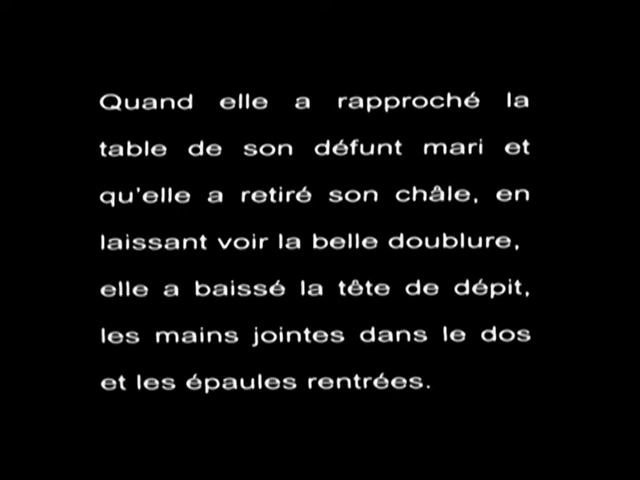 Quand elle a rapproché la
table de son défunt mari et
qu'elle a retiré son châle, en
laissant voir la belle doublure,
elle a baissé la tête de dépit,
les mains jointes dans le dos
et les épaules rentrées.